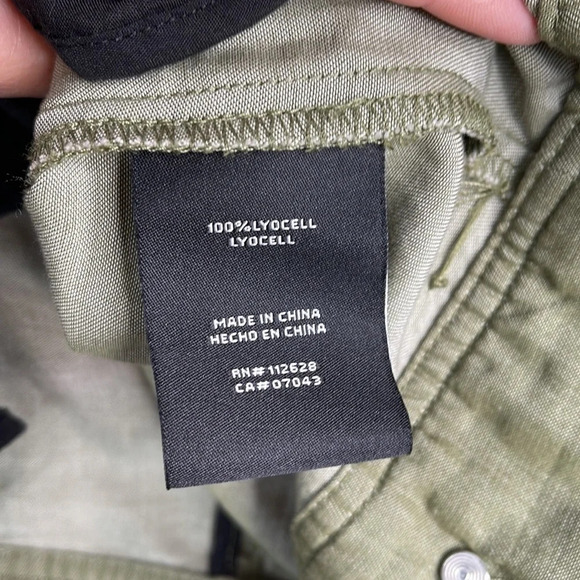 100%LYOCELL
LYOCELL
MADE IN CHINA
HECHO EN CHINA
RN#112628
CA#07043